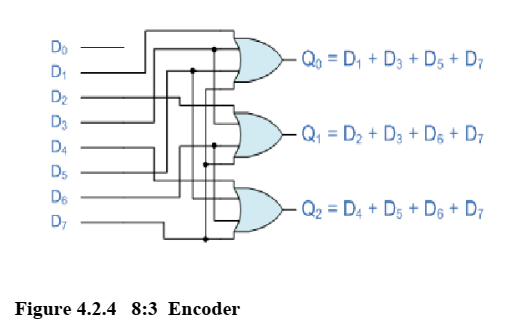 D₀
D₁
D₂
D₃
D₄
D₅
D₆
D₇
Q₀ = D₁ + D₃ + D₅ + D₇
Q₁ = D₂ + D₃ + D₆ + D₇
Q₂ = D₄ + D₅ + D₆ + D₇
Figure 4.2.4 8:3 Encoder